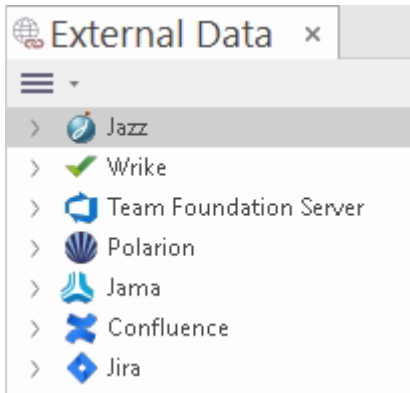 External Data
Jazz
Wrike
Team Foundation Server
Polarion
Jama
Confluence
Jira